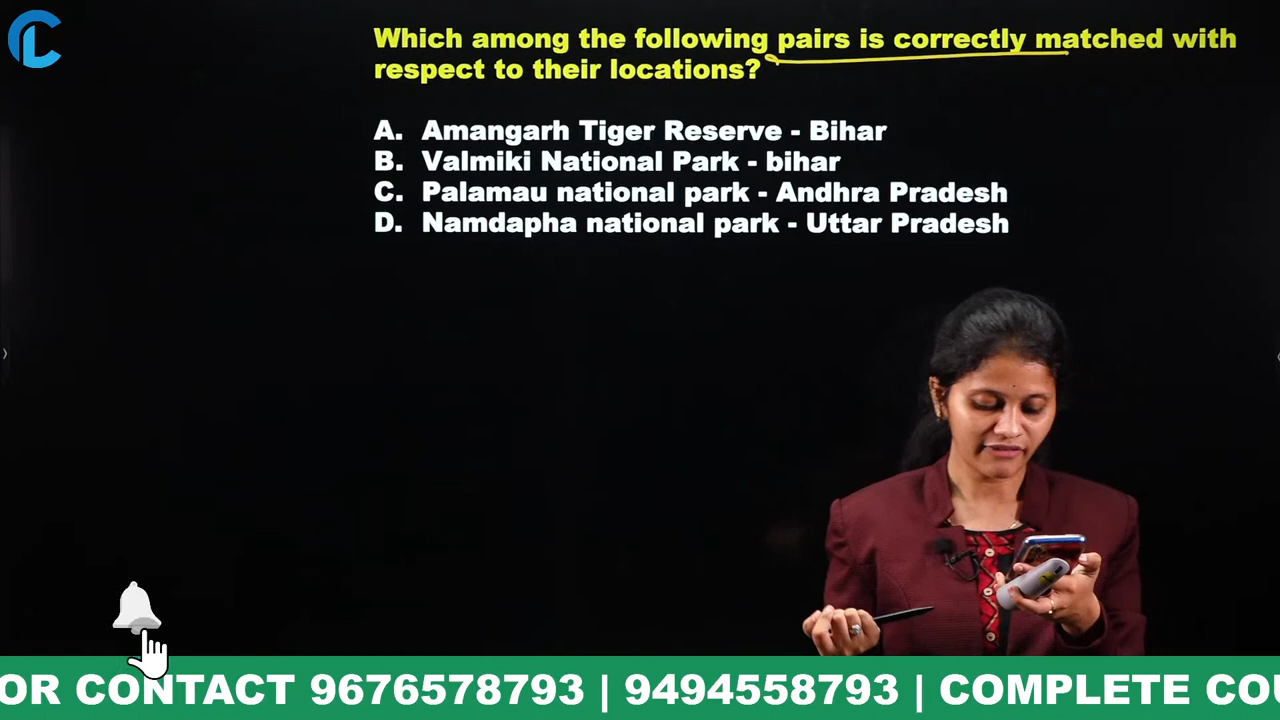 Which among the following pairs is correctly matched with
respect to their locations?
A. Amangarh Tiger Reserve - Bihar
B. Valmiki National Park - bihar
C. Palamau national park - Andhra Pradesh
D. Namdapha national park - Uttar Pradesh
OR CONTACT 9676578793 | 9494558793 | COMPLETE COU